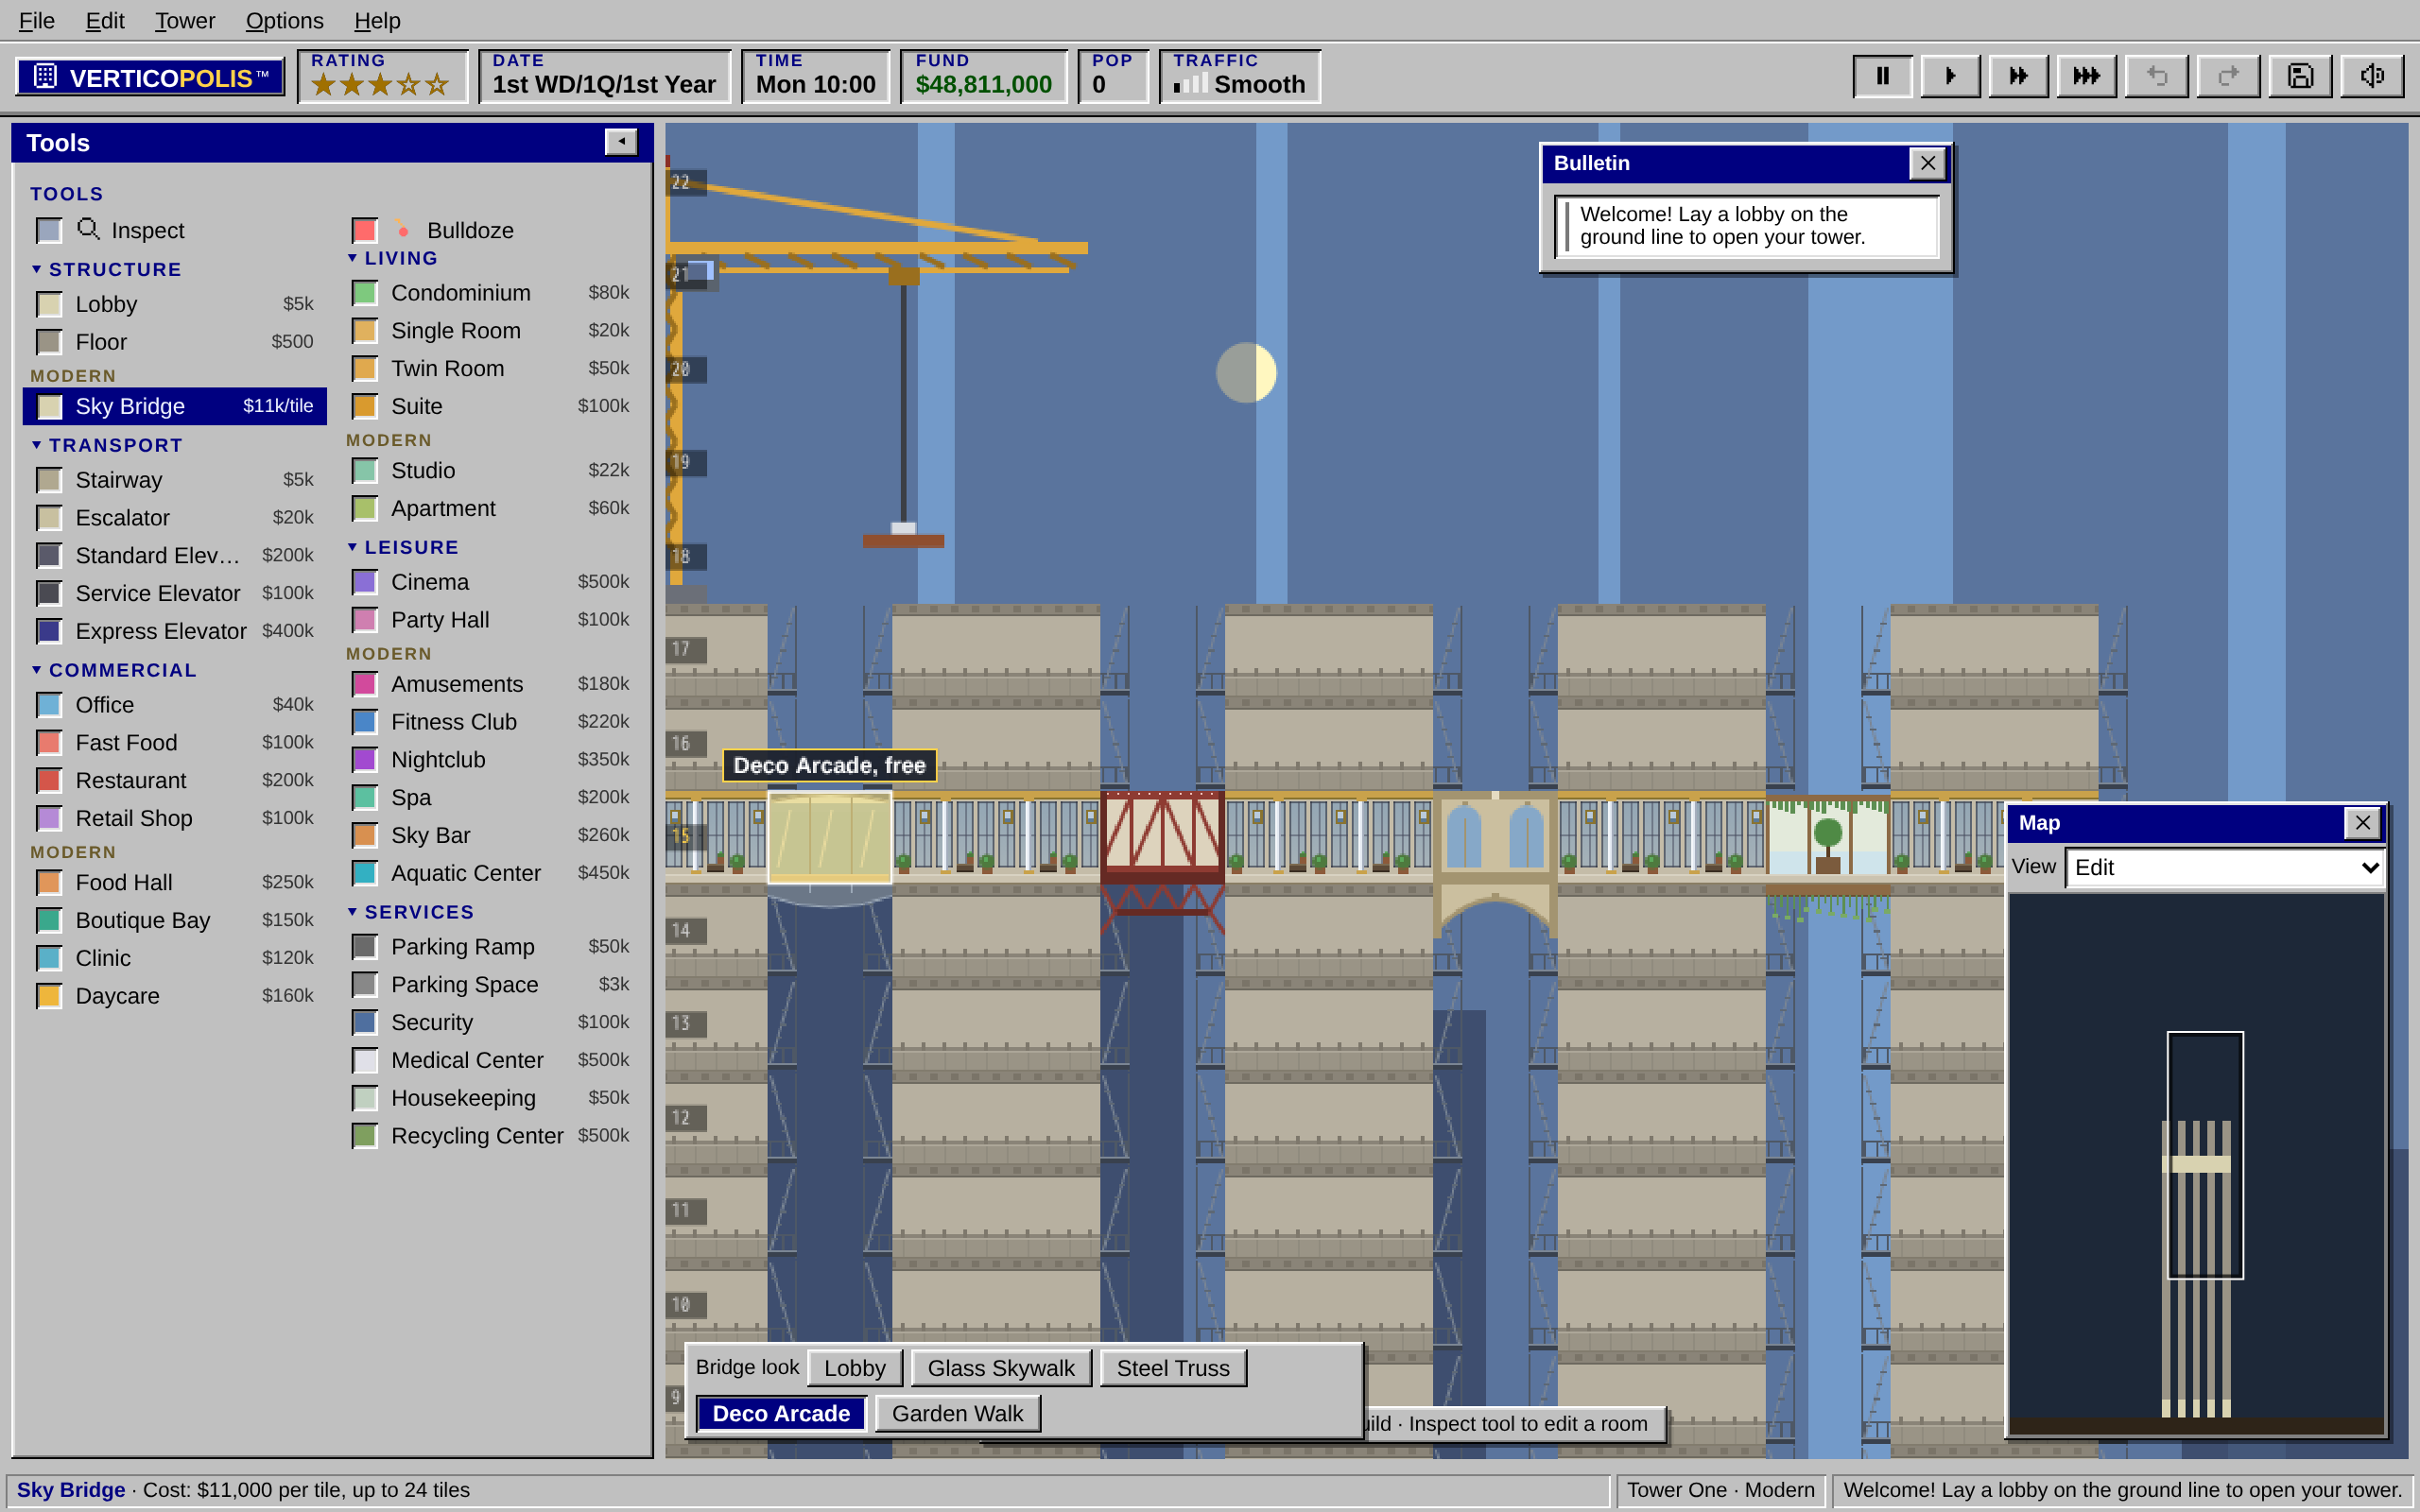 File Edit Tower Options Help
VERTICOPOLIS™
RATING
DATE
1st WD/1Q/1st Year
TIME
Mon 10:00
FUND
$48,811,000
POP
0
TRAFFIC
Smooth
Tools
TOOLS
Inspect
Bulldoze
STRUCTURE
Lobby $5k
Floor $500
MODERN
Sky Bridge $11k/tile
TRANSPORT
Stairway $5k
Escalator $20k
Standard Elev… $200k
Service Elevator $100k
Express Elevator $400k
COMMERCIAL
Office $40k
Fast Food $100k
Restaurant $200k
Retail Shop $100k
MODERN
Food Hall $250k
Boutique Bay $150k
Clinic $120k
Daycare $160k
LIVING
Condominium $80k
Single Room $20k
Twin Room $50k
Suite $100k
MODERN
Studio $22k
Apartment $60k
LEISURE
Cinema $500k
Party Hall $100k
MODERN
Amusements $180k
Fitness Club $220k
Nightclub $350k
Spa $200k
Sky Bar $260k
Aquatic Center $450k
SERVICES
Parking Ramp $50k
Parking Space $3k
Security $100k
Medical Center $500k
Housekeeping $50k
Recycling Center $500k
22
21
20
19
18
17
16
15
14
13
12
11
10
9
Bulletin
Welcome! Lay a lobby on the
ground line to open your tower.
Deco Arcade, free
Map
View Edit
Bridge look Lobby Glass Skywalk Steel Truss
Deco Arcade Garden Walk
· Inspect tool to edit a room
Sky Bridge · Cost: $11,000 per tile, up to 24 tiles
Tower One · Modern
Welcome! Lay a lobby on the ground line to open your tower.